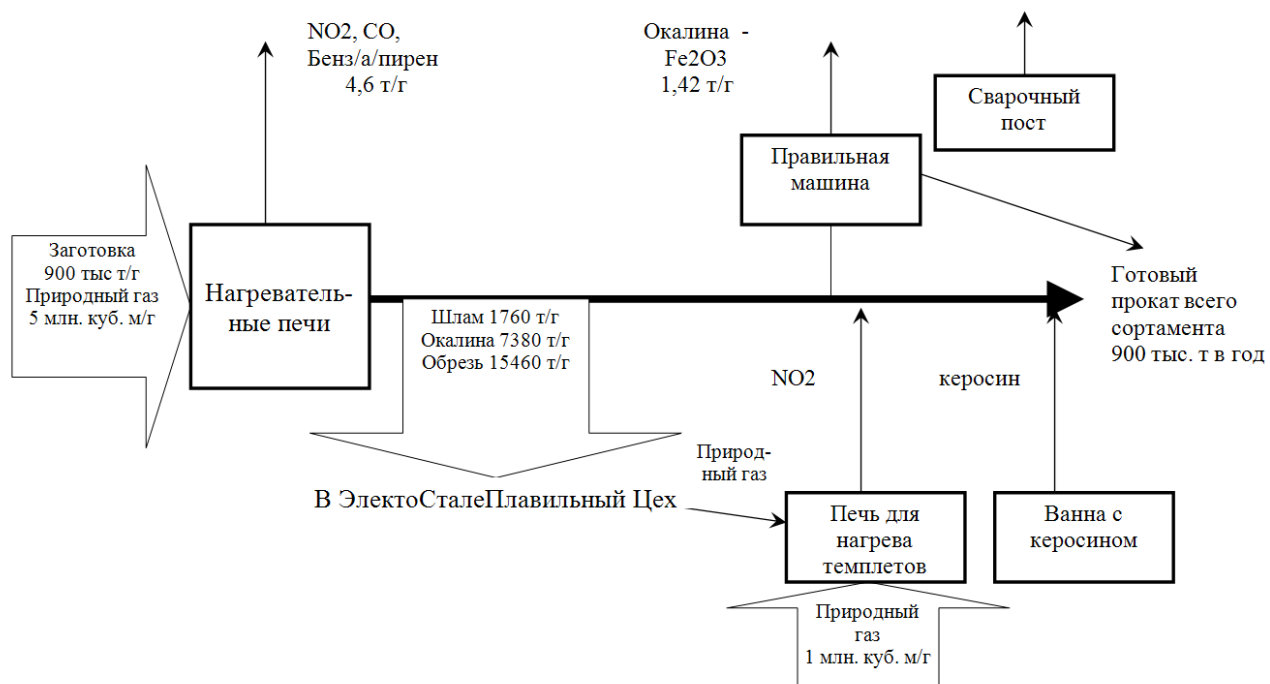 NO2, CO,
Бенз/а/пирен
4,6 т/г
Окалина -
Fe2O3
1,42 т/г
Сварочный
пост
Правильная
машина
Заготовка
900 тыс т/г
Природный газ
5 млн. куб. м/г
Нагреватель-
ные печи
Шлам 1760 т/г
Окалина 7380 т/г
Обрезь 15460 т/г
Готовый
прокат всего
сортамента
900 тыс. т в год
NO2
керосин
Природ-
ный газ
В ЭлектоСталеПлавильный Цех
Печь для
нагрева
темплетов
Ванна с
керосином
Природный
газ
1 млн. куб. м/г